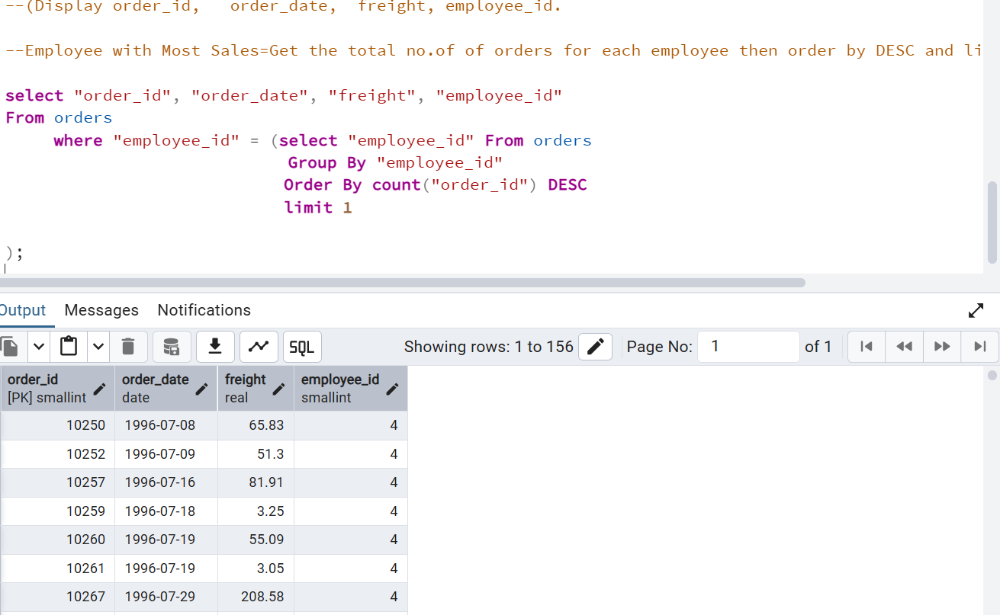 --(Display order_id,   order_date,  freight, employee_id.
--Employee with Most Sales=Get the total no.of of orders for each employee then order by DESC and li
select "order_id", "order_date", "freight", "employee_id"
From orders
where "employee_id" = (select "employee_id" From orders
Group By "employee_id"
Order By count("order_id") DESC
limit 1
);
Output Messages Notifications
SQL Showing rows: 1 to 156 Page No: 1 of 1
order_id order_date freight employee_id
[PK] smallint date real smallint
10250 1996-07-08 65.83 4
10252 1996-07-09 51.3 4
10257 1996-07-16 81.91 4
10259 1996-07-18 3.25 4
10260 1996-07-19 55.09 4
10261 1996-07-19 3.05 4
10267 1996-07-29 208.58 4